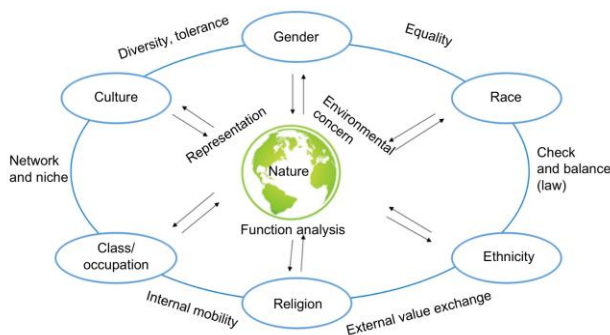 Diversity, tolerance
Gender
Equality
Culture
Race
Representation
Environmental
concern
Network
and niche
Nature
Check
and balance
(law)
Function analysis
Class/
occupation
Ethnicity
Internal mobility
Religion
External value exchange